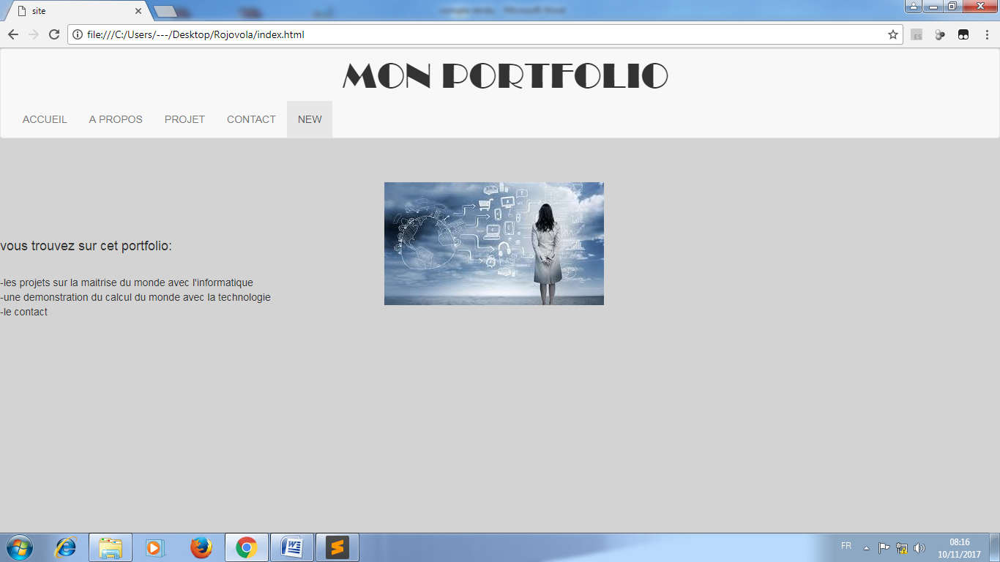 site
file:///C:/Users/---/Desktop/Rojovola/index.html
ES
MON PORTFOLIO
ACCUEIL A PROPOS PROJET CONTACT NEW
vous trouvez sur cet portfolio:
-les projets sur la maitrise du monde avec l'informatique
-une demonstration du calcul du monde avec la technologie
-le contact
FR
08:16
10/11/2017